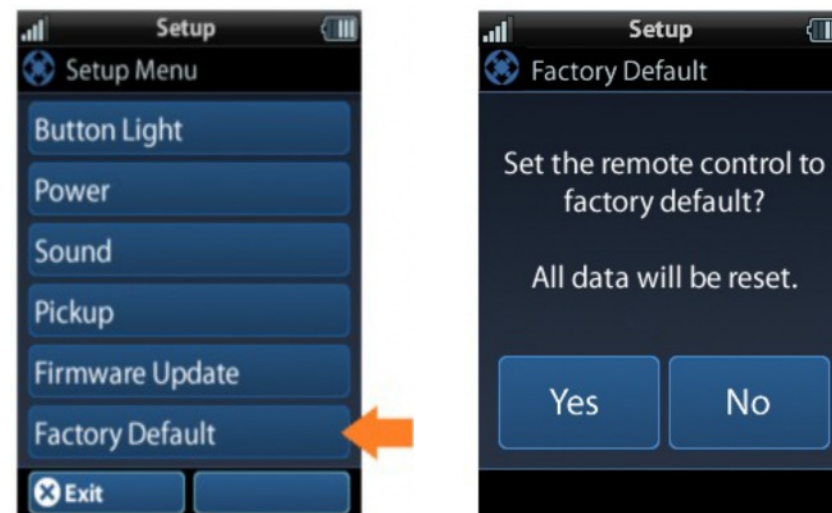 Setup
Setup Menu
Button Light
Power
Sound
Pickup
Firmware Update
Factory Default
Exit
Setup
Factory Default
Set the remote control to
factory default?
All data will be reset.
Yes
No